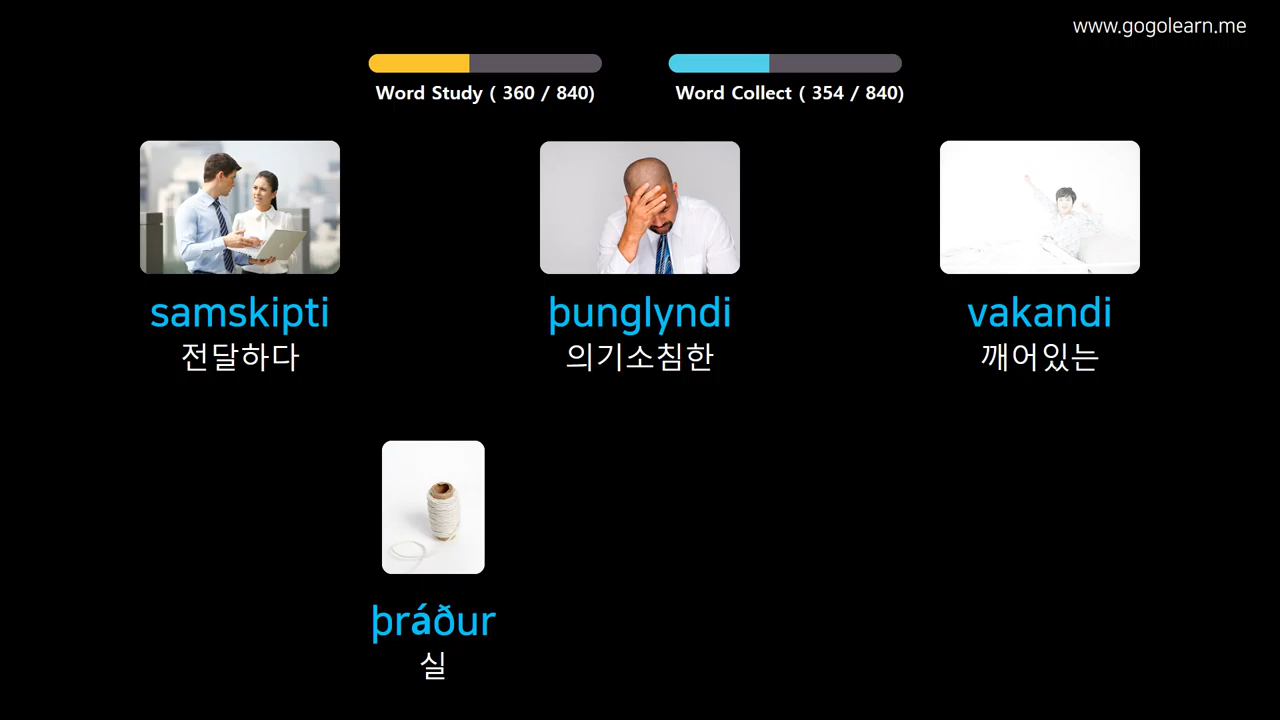 www.gogolearn.me
Word Study ( 360 / 840)
Word Collect ( 354 / 840)
samskipti
전달하다
þunglyndi
의기소침한
vakandi
깨어있는
þráður
실